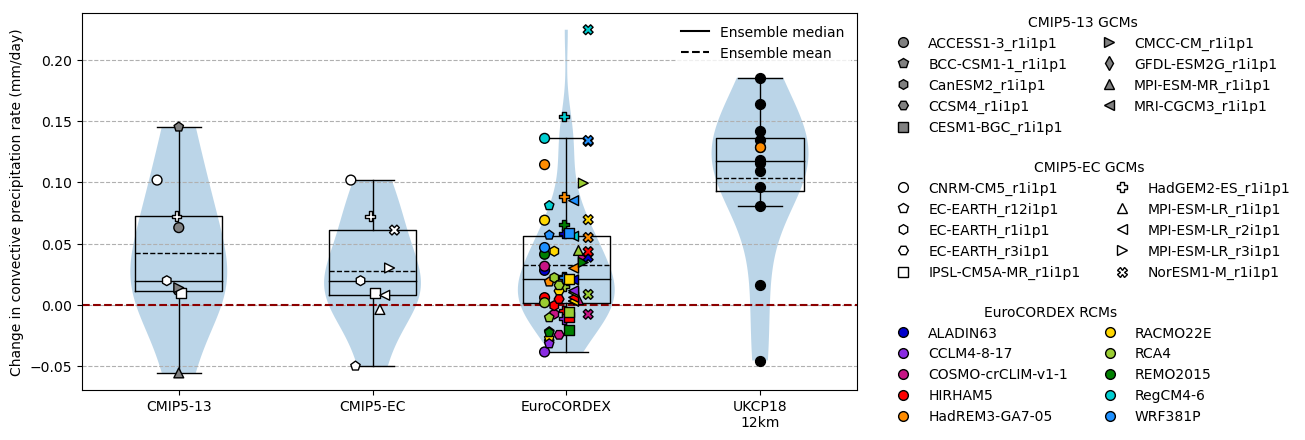 Change in convective precipitation rate (mm/day)
0.20
0.15
0.10
0.05
0.00
−0.05
Ensemble median
Ensemble mean
CMIP5-13
CMIP5-EC
EuroCORDEX
UKCP18
12km
CMIP5-13 GCMs
ACCESS1-3_r1i1p1
BCC-CSM1-1_r1i1p1
CanESM2_r1i1p1
CCSM4_r1i1p1
CESM1-BGC_r1i1p1
CMCC-CM_r1i1p1
GFDL-ESM2G_r1i1p1
MPI-ESM-MR_r1i1p1
MRI-CGCM3_r1i1p1
CMIP5-EC GCMs
CNRM-CM5_r1i1p1
EC-EARTH_r12i1p1
EC-EARTH_r1i1p1
EC-EARTH_r3i1p1
IPSL-CM5A-MR_r1i1p1
HadGEM2-ES_r1i1p1
MPI-ESM-LR_r1i1p1
MPI-ESM-LR_r2i1p1
MPI-ESM-LR_r3i1p1
NorESM1-M_r1i1p1
EuroCORDEX RCMs
ALADIN63
CCLM4-8-17
COSMO-crCLIM-v1-1
HIRHAM5
HadREM3-GA7-05
RACMO22E
RCA4
REMO2015
RegCM4-6
WRF381P